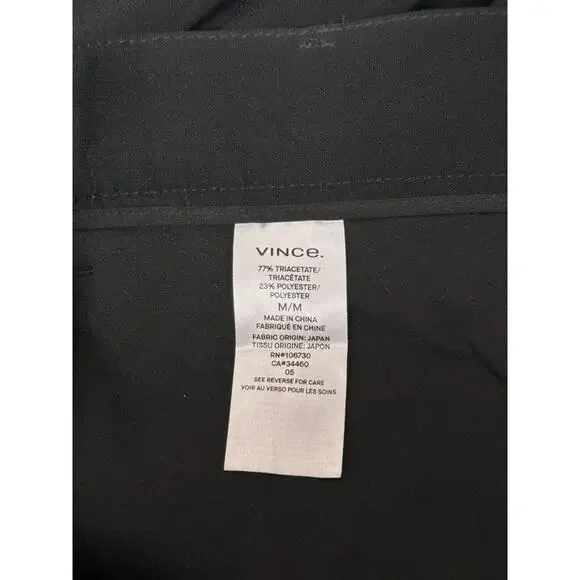 VINCE.
77% TRIACETATE/
TRIACÉTATE
23% POLYESTER/
POLYESTER
M/M
MADE IN CHINA
FABRIQUÉ EN CHINE
FABRIC ORIGIN: JAPAN
TISSU ORIGINE: JAPON
RN#106730
CA#34460
05
SEE REVERSE FOR CARE
VOIR AU VERSO POUR LES SOINS